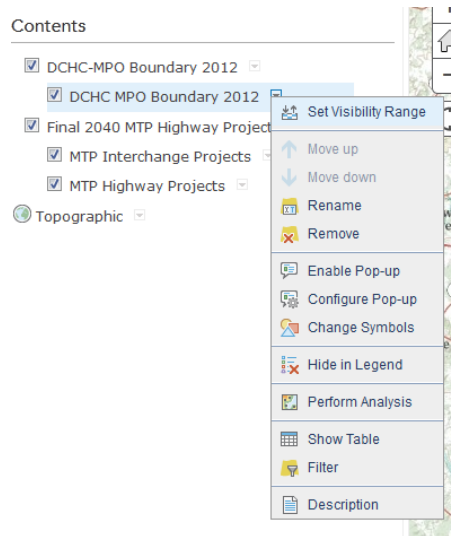 Contents
DCHC-MPO Boundary 2012
DCHC MPO Boundary 2012
Final 2040 MTP Highway Project
MTP Interchange Projects
MTP Highway Projects
Topographic
Set Visibility Range
Move up
Move down
Rename
Remove
Enable Pop-up
Configure Pop-up
Change Symbols
Hide in Legend
Perform Analysis
Show Table
Filter
Description